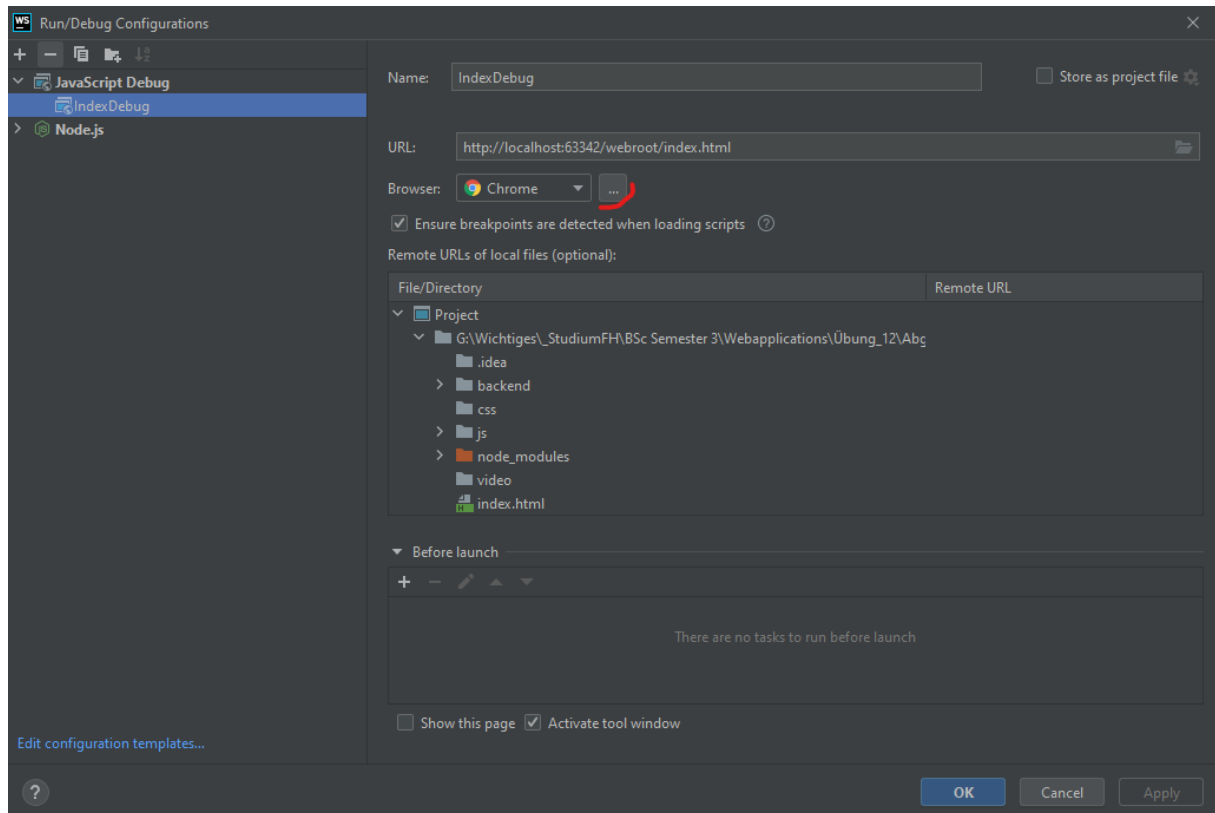 WS Run/Debug Configurations
JavaScript Debug
IndexDebug
JS Node.js
Edit configuration templates...
Name: IndexDebug Store as project file
URL: http://localhost:63342/webroot/index.html
Browser: Chrome ...
Ensure breakpoints are detected when loading scripts ?
Remote URLs of local files (optional):
File/Directory Remote URL
Project
G:\Wichtiges\_StudiumFH\BSc Semester 3\Webapplications\Übung_12\Abg
.idea
backend
css
js
node_modules
video
H index.html
Before launch
There are no tasks to run before launch
Show this page Activate tool window
? OK Cancel Apply